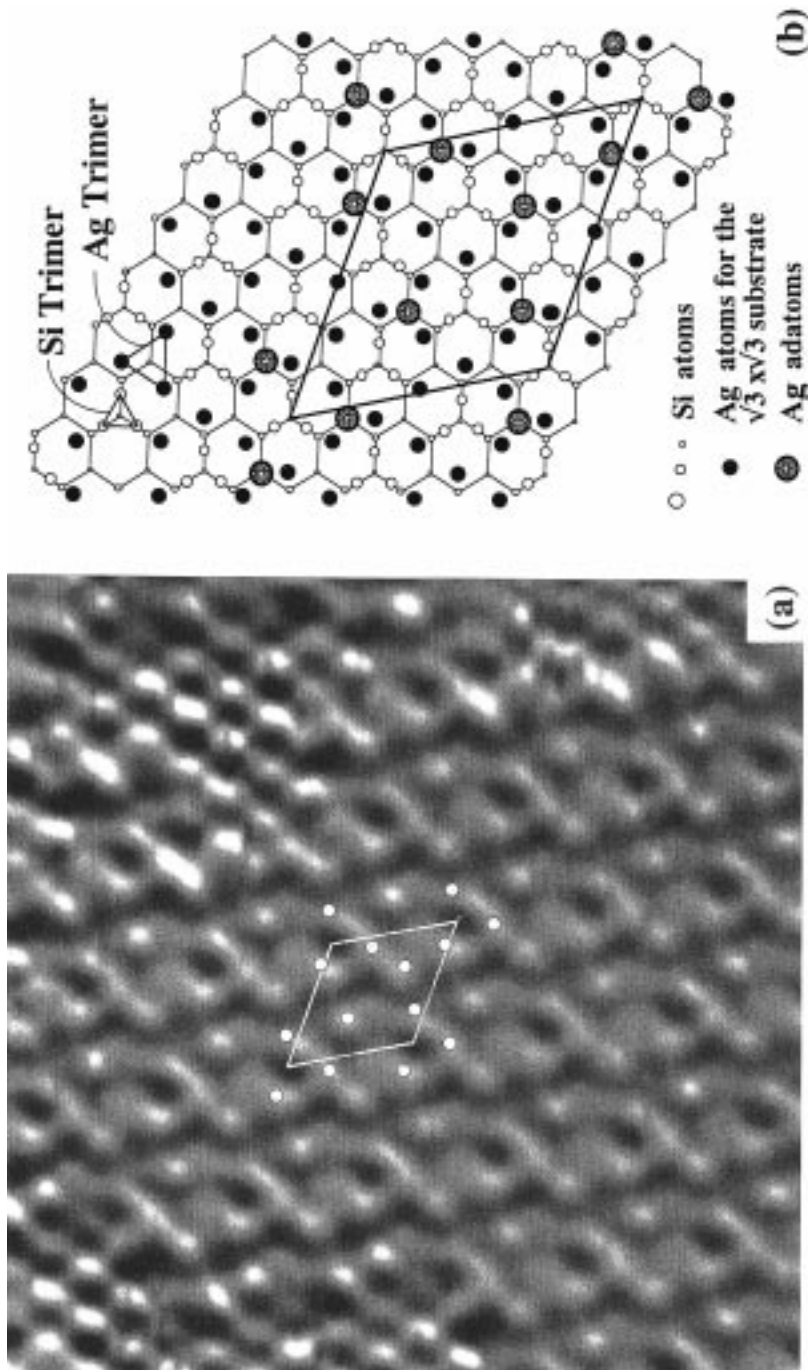 (a)
Si Trimer
Ag Trimer
Si atoms
Ag atoms for the
√3 x√3 substrate
Ag adatoms
(b)